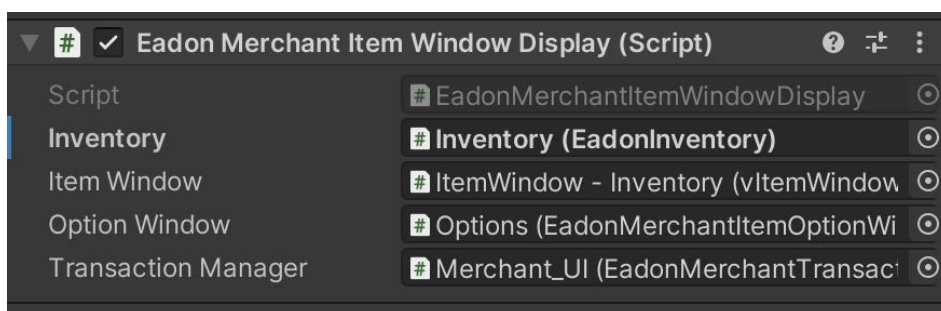 # Eadon Merchant Item Window Display (Script)
Script # EadonMerchantItemWindowDisplay
Inventory # Inventory (EadonInventory)
Item Window # ItemWindow - Inventory (vItemWindow
Option Window # Options (EadonMerchantItemOptionWi
Transaction Manager # Merchant_UI (EadonMerchantTransact